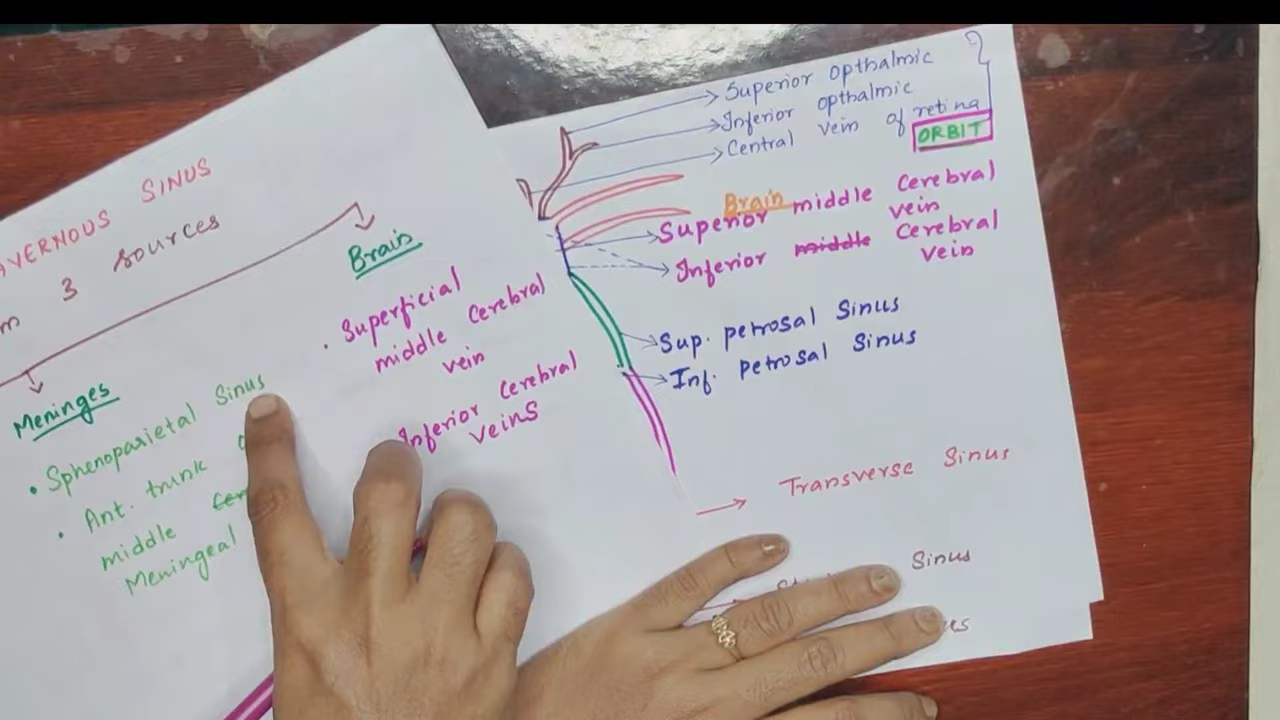 AVERNOUS SINUS
m 3 sources
Meninges
• Sphenoparietal Sinus
• Ant. trunk
middle
Meningeal
Brain
• Superficial
middle cerebral
vein
Inferior cerebral
veins
Superior opthalmic
Inferior opthalmic
Central vein of retina
ORBIT
Brain
Superior middle Cerebral
vein
Inferior middle Cerebral
vein
Sup. petrosal Sinus
Inf. petrosal Sinus
Transverse Sinus
Sinus
us